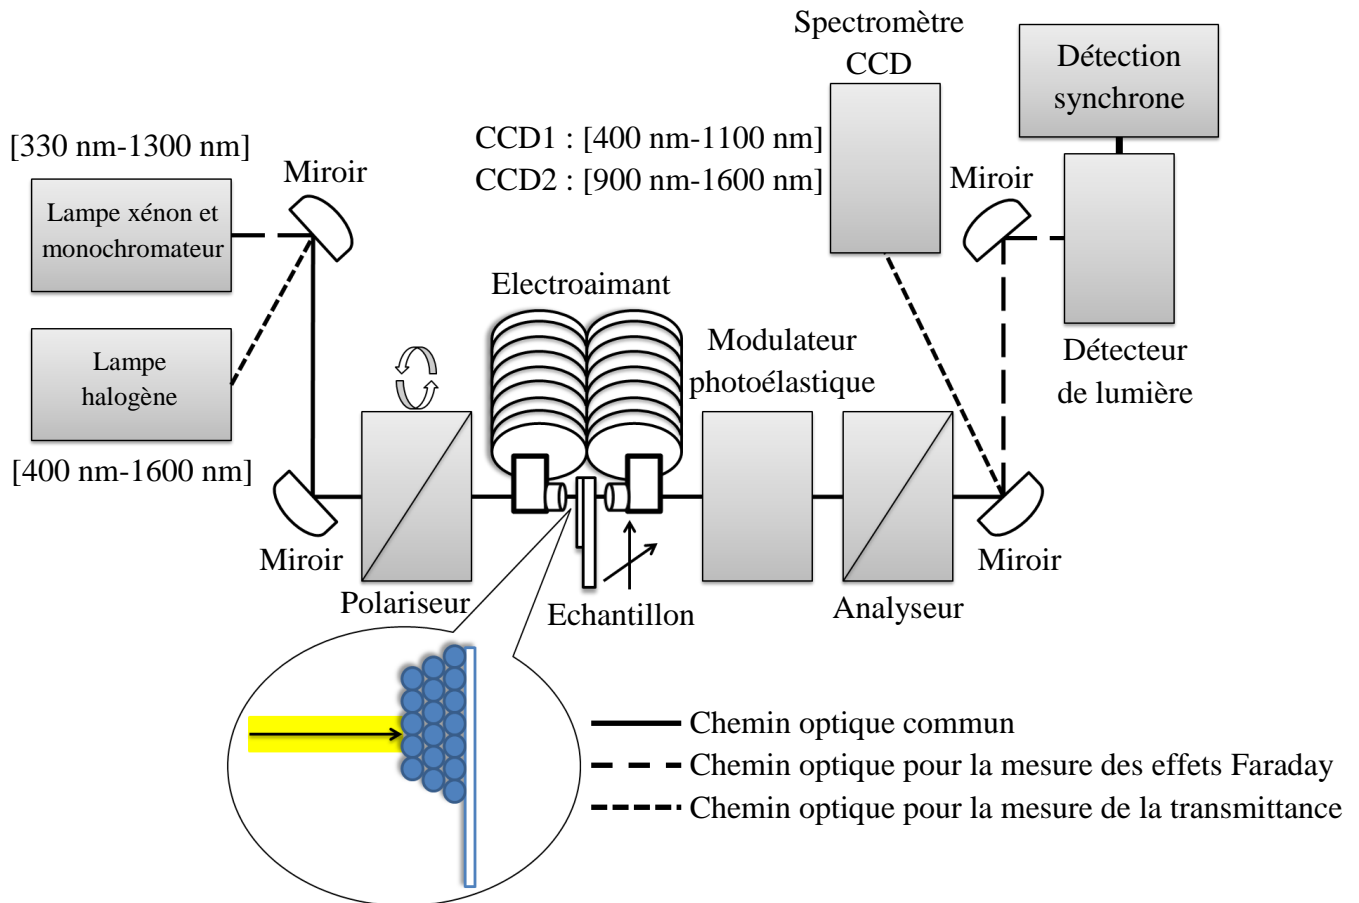 Spectromètre
CCD
Détection
synchrone
[330 nm-1300 nm]
Miroir
CCD1 : [400 nm-1100 nm]
CCD2 : [900 nm-1600 nm]
Miroir
Lampe xénon et
monochromateur
Electroaimant
Lampe
halogène
Modulateur
photoélastique
Détecteur
de lumière
[400 nm-1600 nm]
Miroir
Polariseur
Echantillon
Analyseur
Miroir
Chemin optique commun
Chemin optique pour la mesure des effets Faraday
Chemin optique pour la mesure de la transmittance